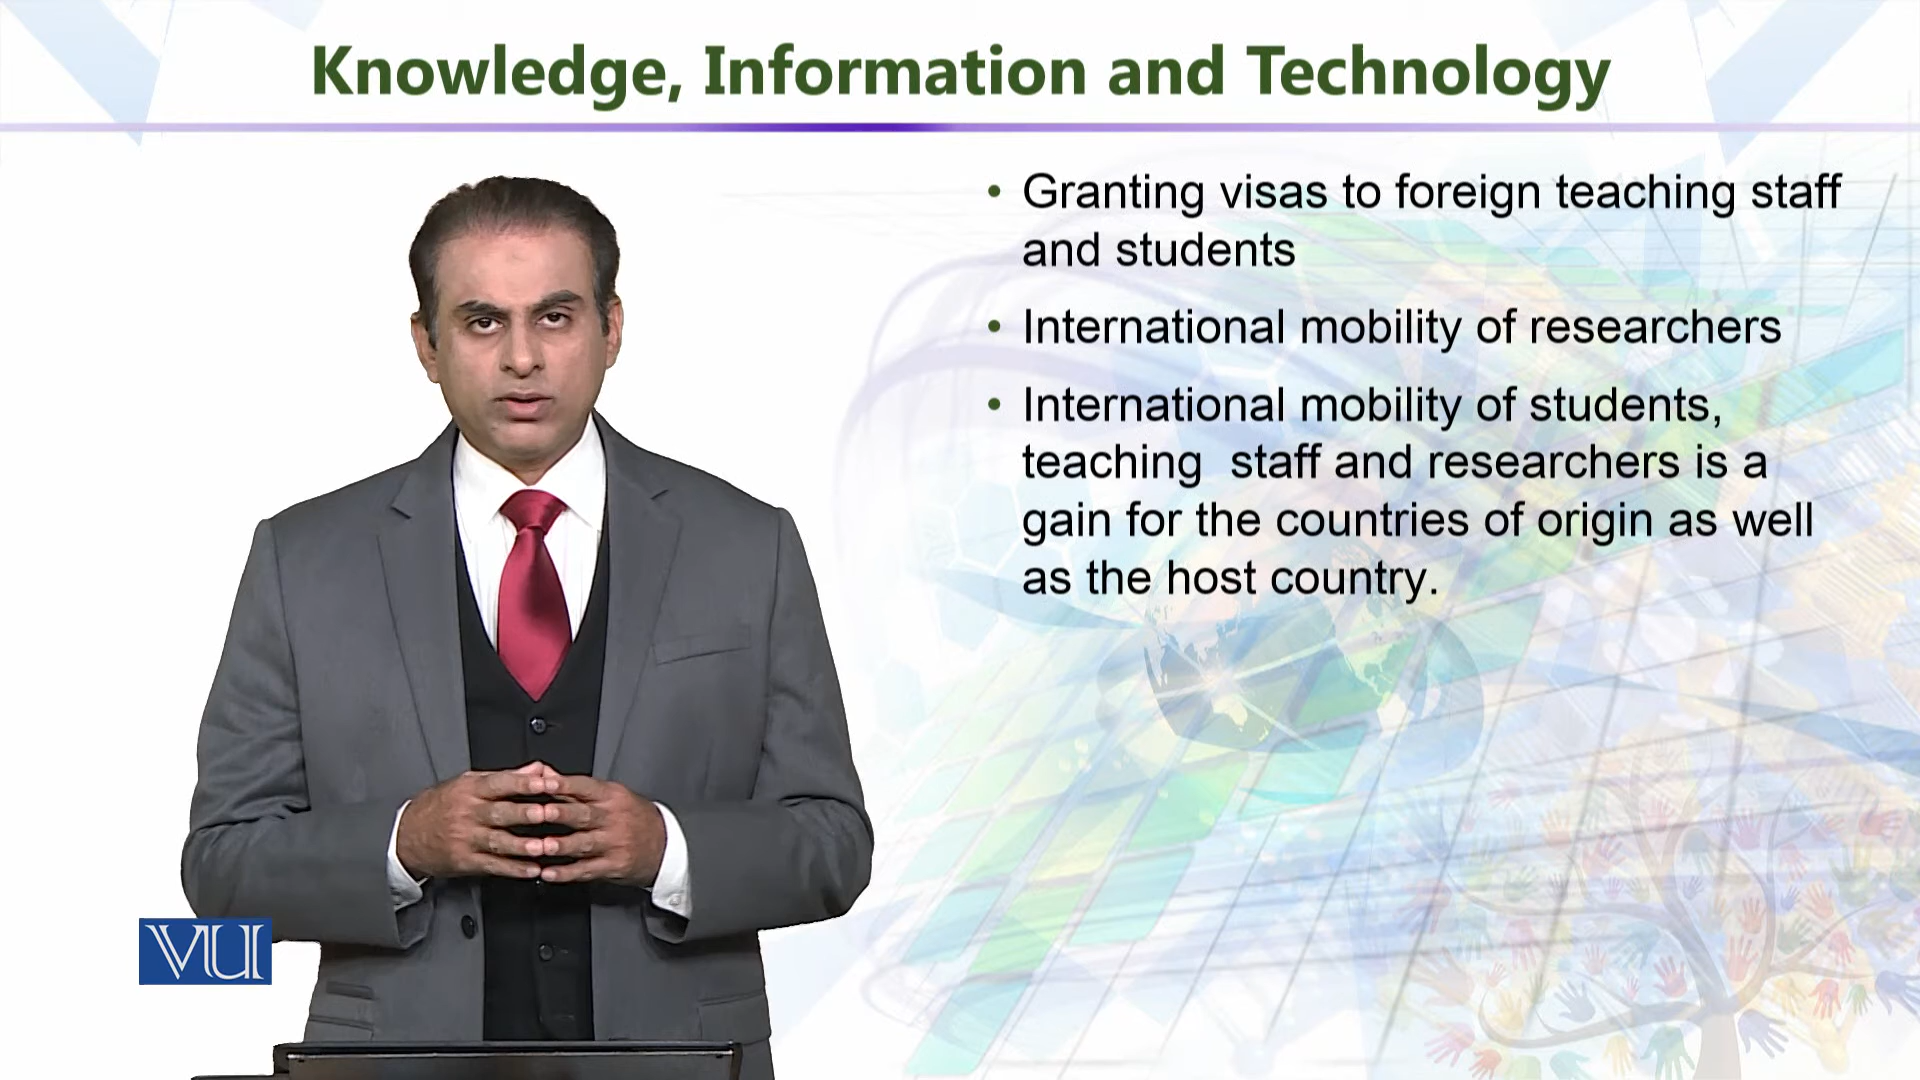 Knowledge, Information and Technology
• Granting visas to foreign teaching staff
and students
• International mobility of researchers
• International mobility of students,
teaching  staff and researchers is a
gain for the countries of origin as well
as the host country.
VU